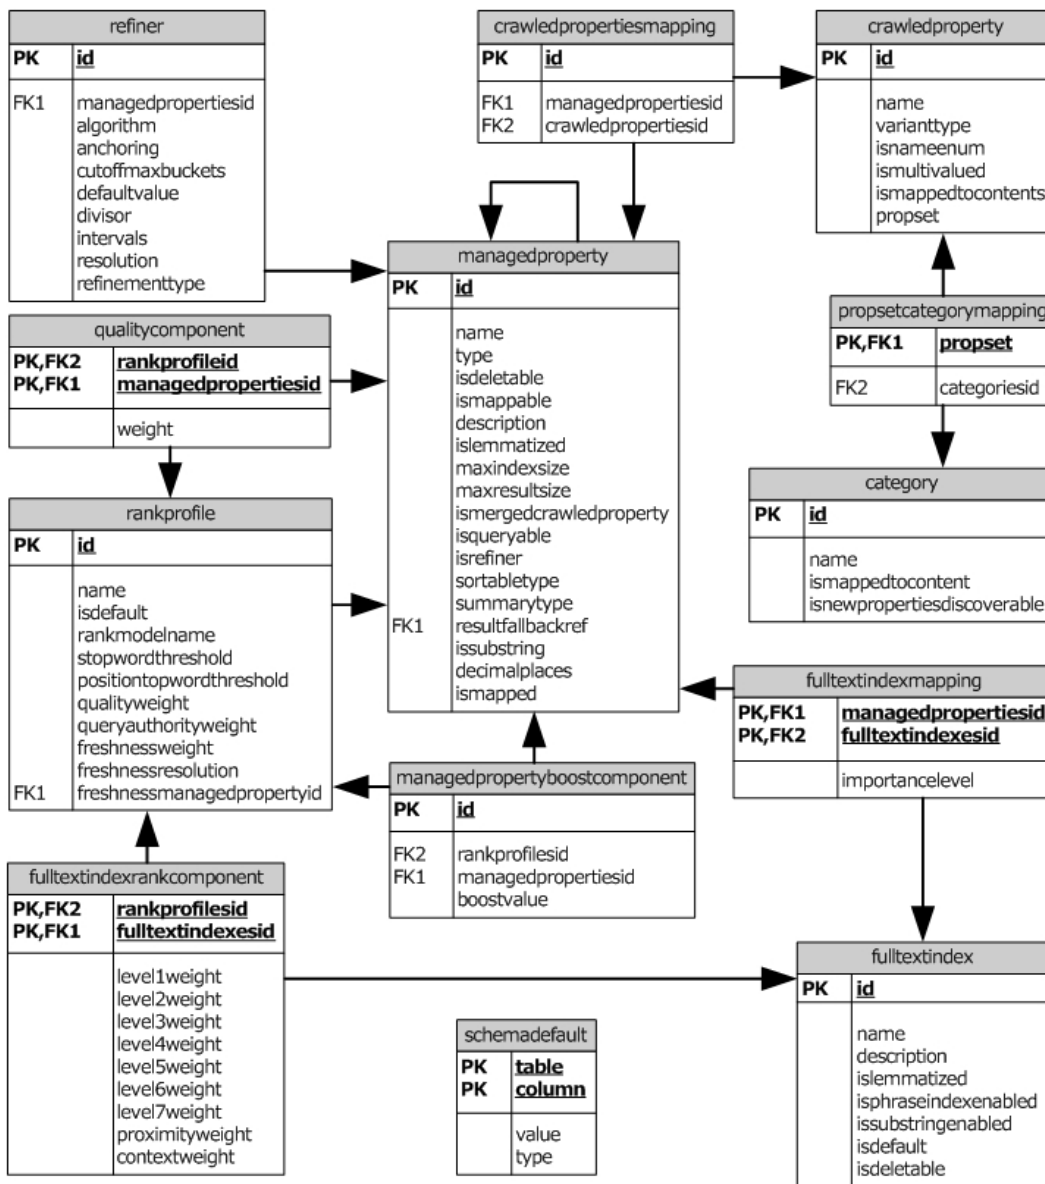 refiner
PK id
FK1 managedpropertiesid
algorithm
anchoring
cutoffmaxbuckets
defaultvalue
divisor
intervals
resolution
refinementtype
crawledpropertiesmapping
PK id
FK1 managedpropertiesid
FK2 crawledpropertiesid
crawledproperty
PK id
name
varianttype
isnameenum
ismultivalued
ismappedtocontents
propset
managedproperty
PK id
name
type
isdeletable
ismappable
description
islemmatized
maxindexsize
maxresultsize
ismergedcrawledproperty
isqueryable
isrefiner
sortabletype
summarytype
FK1 resultfallbackref
issubstring
decimalplaces
ismapped
qualitycomponent
PK,FK2 rankprofileid
PK,FK1 managedpropertiesid
weight
propsetcategorymapping
PK,FK1 propset
FK2 categoriesid
category
PK id
name
ismappedtocontent
isnewpropertiesdiscoverable
rankprofile
PK id
name
isdefault
rankmodelname
stopwordthreshold
positiontopwordthreshold
qualityweight
queryauthorityweight
freshnessweight
freshnessresolution
FK1 freshnessmanagedpropertyid
fulltextindexmapping
PK,FK1 managedpropertiesid
PK,FK2 fulltextindexesid
importancelevel
managedpropertyboostcomponent
PK id
FK2 rankprofilesid
FK1 managedpropertiesid
boostvalue
fulltextindexrankcomponent
PK,FK2 rankprofilesid
PK,FK1 fulltextindexesid
level1weight
level2weight
level3weight
level4weight
level5weight
level6weight
level7weight
proximityweight
contextweight
schemadefault
PK table
PK column
value
type
fulltextindex
PK id
name
description
islemmatized
isphraseindexenabled
issubstringenabled
isdefault
isdeletable